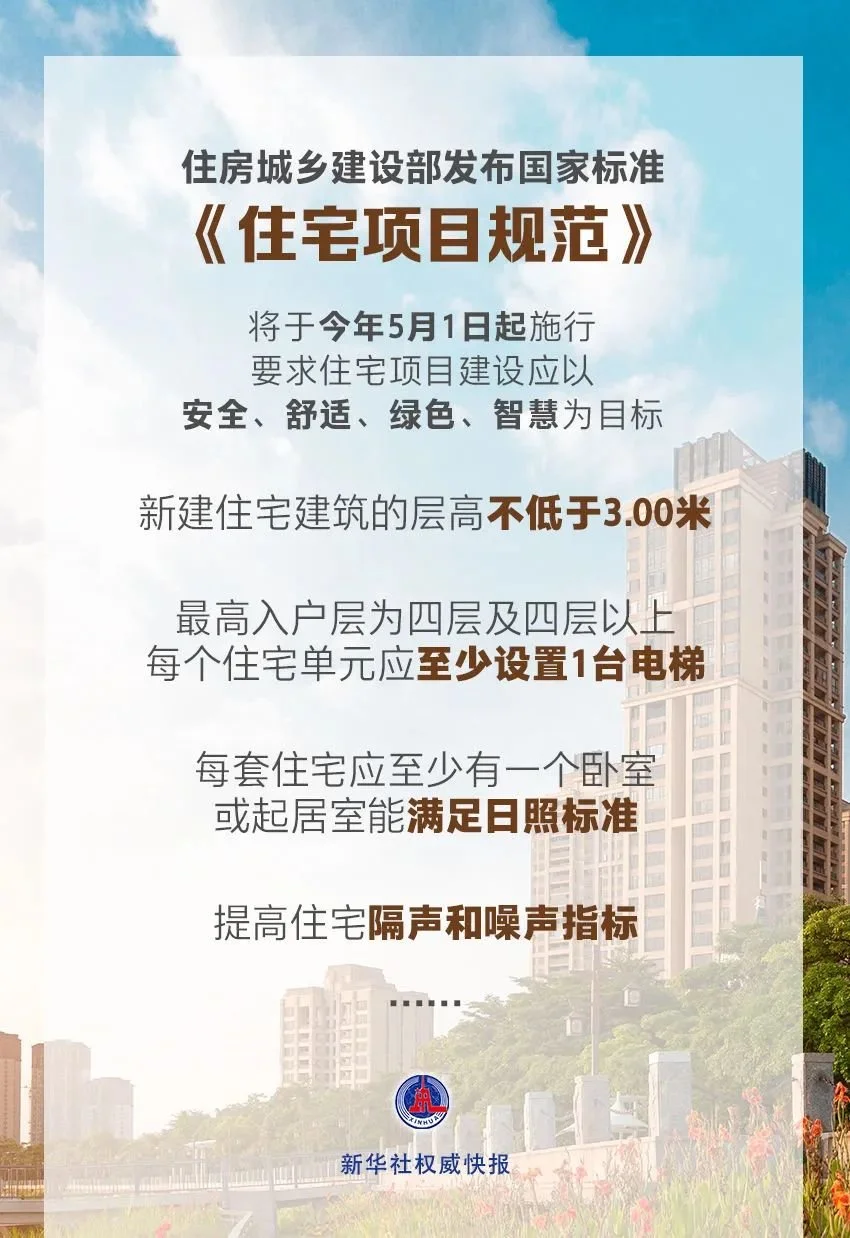 住房城乡建设部发布国家标准
《住宅项目规范》
将于今年5月1日起施行
要求住宅项目建设应以
安全、舒适、绿色、智慧为目标
新建住宅建筑的层高不低于3.00米
最高入户层为四层及四层以上
每个住宅单元应至少设置1台电梯
每套住宅应至少有一个卧室
或起居室能满足日照标准
提高住宅隔声和噪声指标
······
XINHUA
新华社权威快报